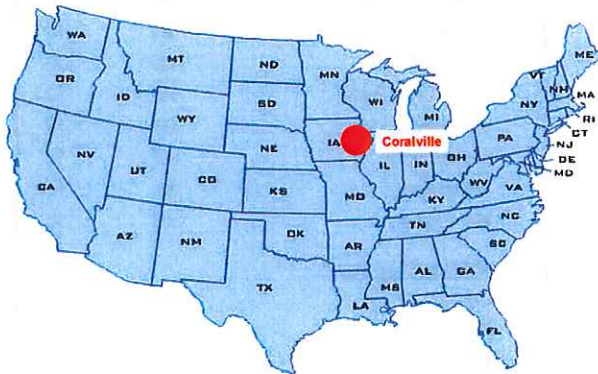 WA
MT
ND
MN
ME
VT
NH
OR
ID
SD
WI
MI
NY
MA
RI
CT
WY
IA
Coralville
PA
NJ
NE
OH
DE
NV
IL
IN
MD
UT
WV
VA
CA
CO
KS
MO
KY
NC
TN
AZ
NM
OK
AR
SC
MS
AL
GA
TX
LA
FL